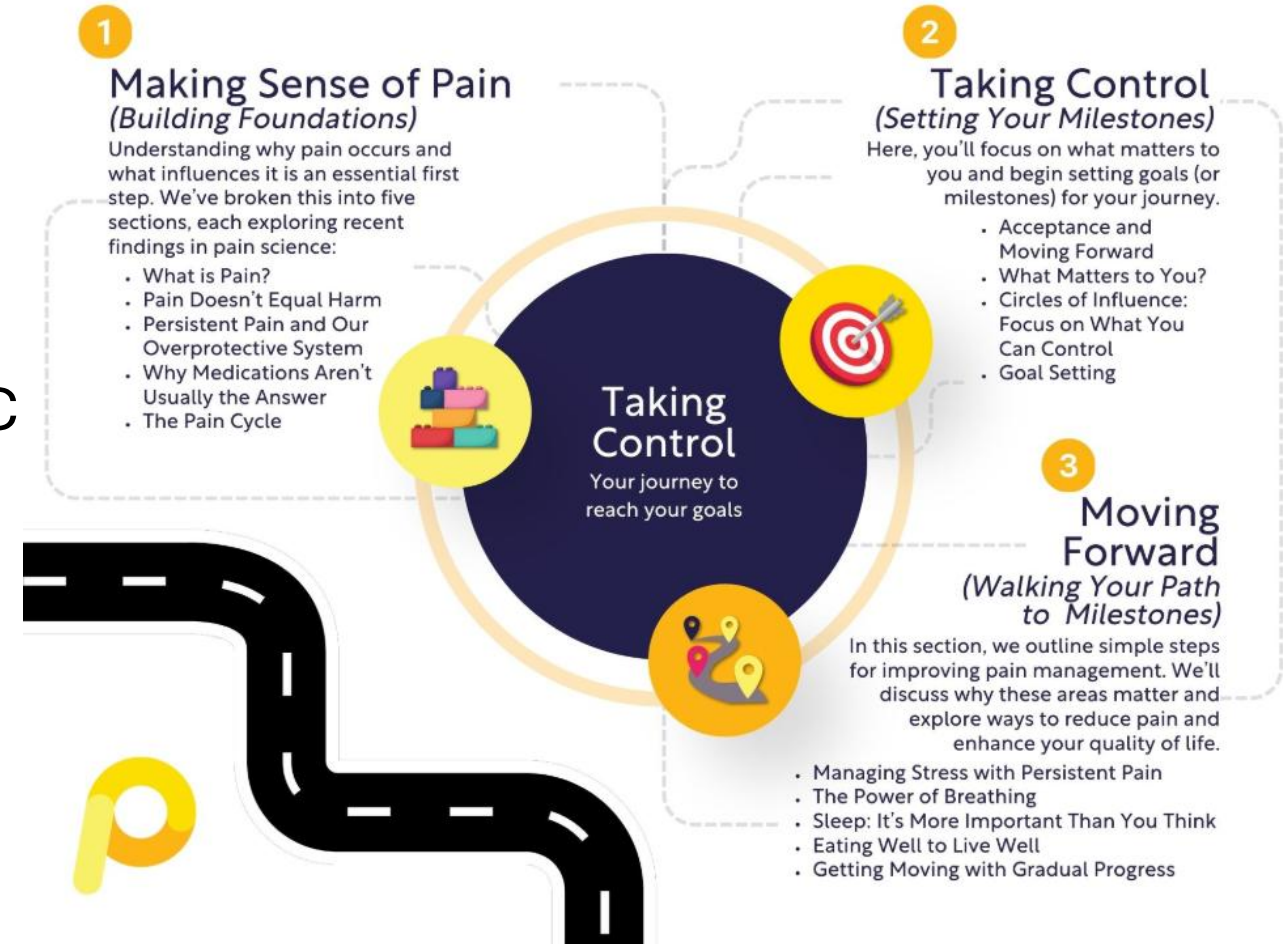 1
Making Sense of Pain
(Building Foundations)
Understanding why pain occurs and
what influences it is an essential first
step. We've broken this into five
sections, each exploring recent
findings in pain science:
• What is Pain?
• Pain Doesn't Equal Harm
• Persistent Pain and Our
Overprotective System
• Why Medications Aren't
Usually the Answer
• The Pain Cycle
2
Taking Control
(Setting Your Milestones)
Here, you'll focus on what matters to
you and begin setting goals (or
milestones) for your journey.
• Acceptance and
Moving Forward
• What Matters to You?
• Circles of Influence:
Focus on What You
Can Control
• Goal Setting
Taking
Control
Your journey to
reach your goals
3
Moving
Forward
(Walking Your Path
to Milestones)
In this section, we outline simple steps
for improving pain management. We'll
discuss why these areas matter and
explore ways to reduce pain and
enhance your quality of life.
• Managing Stress with Persistent Pain
• The Power of Breathing
• Sleep: It's More Important Than You Think
• Eating Well to Live Well
• Getting Moving with Gradual Progress